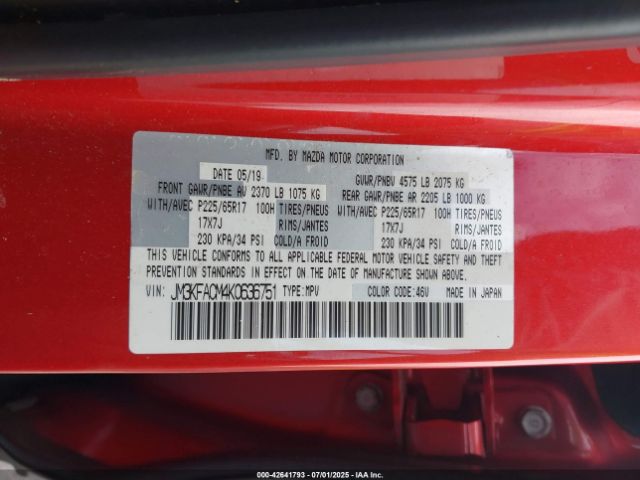 MFD. BY MAZDA MOTOR CORPORATION
DATE 05/19 GVWR/PNBV 4575 LB 2075 KG
FRONT GAWR/PNBE AV 2370 LB 1075 KG REAR GAWR/PNBE AR 2205 LB 1000 KG
WITH/AVEC P225/65R17 100H TIRES/PNEUS WITH/AVEC P225/65R17 100H TIRES/PNEUS
17X7J RIMS/JANTES 17X7J RIMS/JANTES
230 KPA/34 PSI COLD/A FROID 230 KPA/34 PSI COLD/A FROID
THIS VEHICLE CONFORMS TO ALL APPLICABLE FEDERAL MOTOR VEHICLE SAFETY AND THEFT
PREVENTION STANDARDS IN EFFECT ON THE DATE OF MANUFACTURE SHOWN ABOVE.
VIN: JM3KFACM4K0636751 TYPE:MPV COLOR CODE:46V MADE IN JAPAN
000-42641793 - 07/01/2025 - IAAI, Inc.